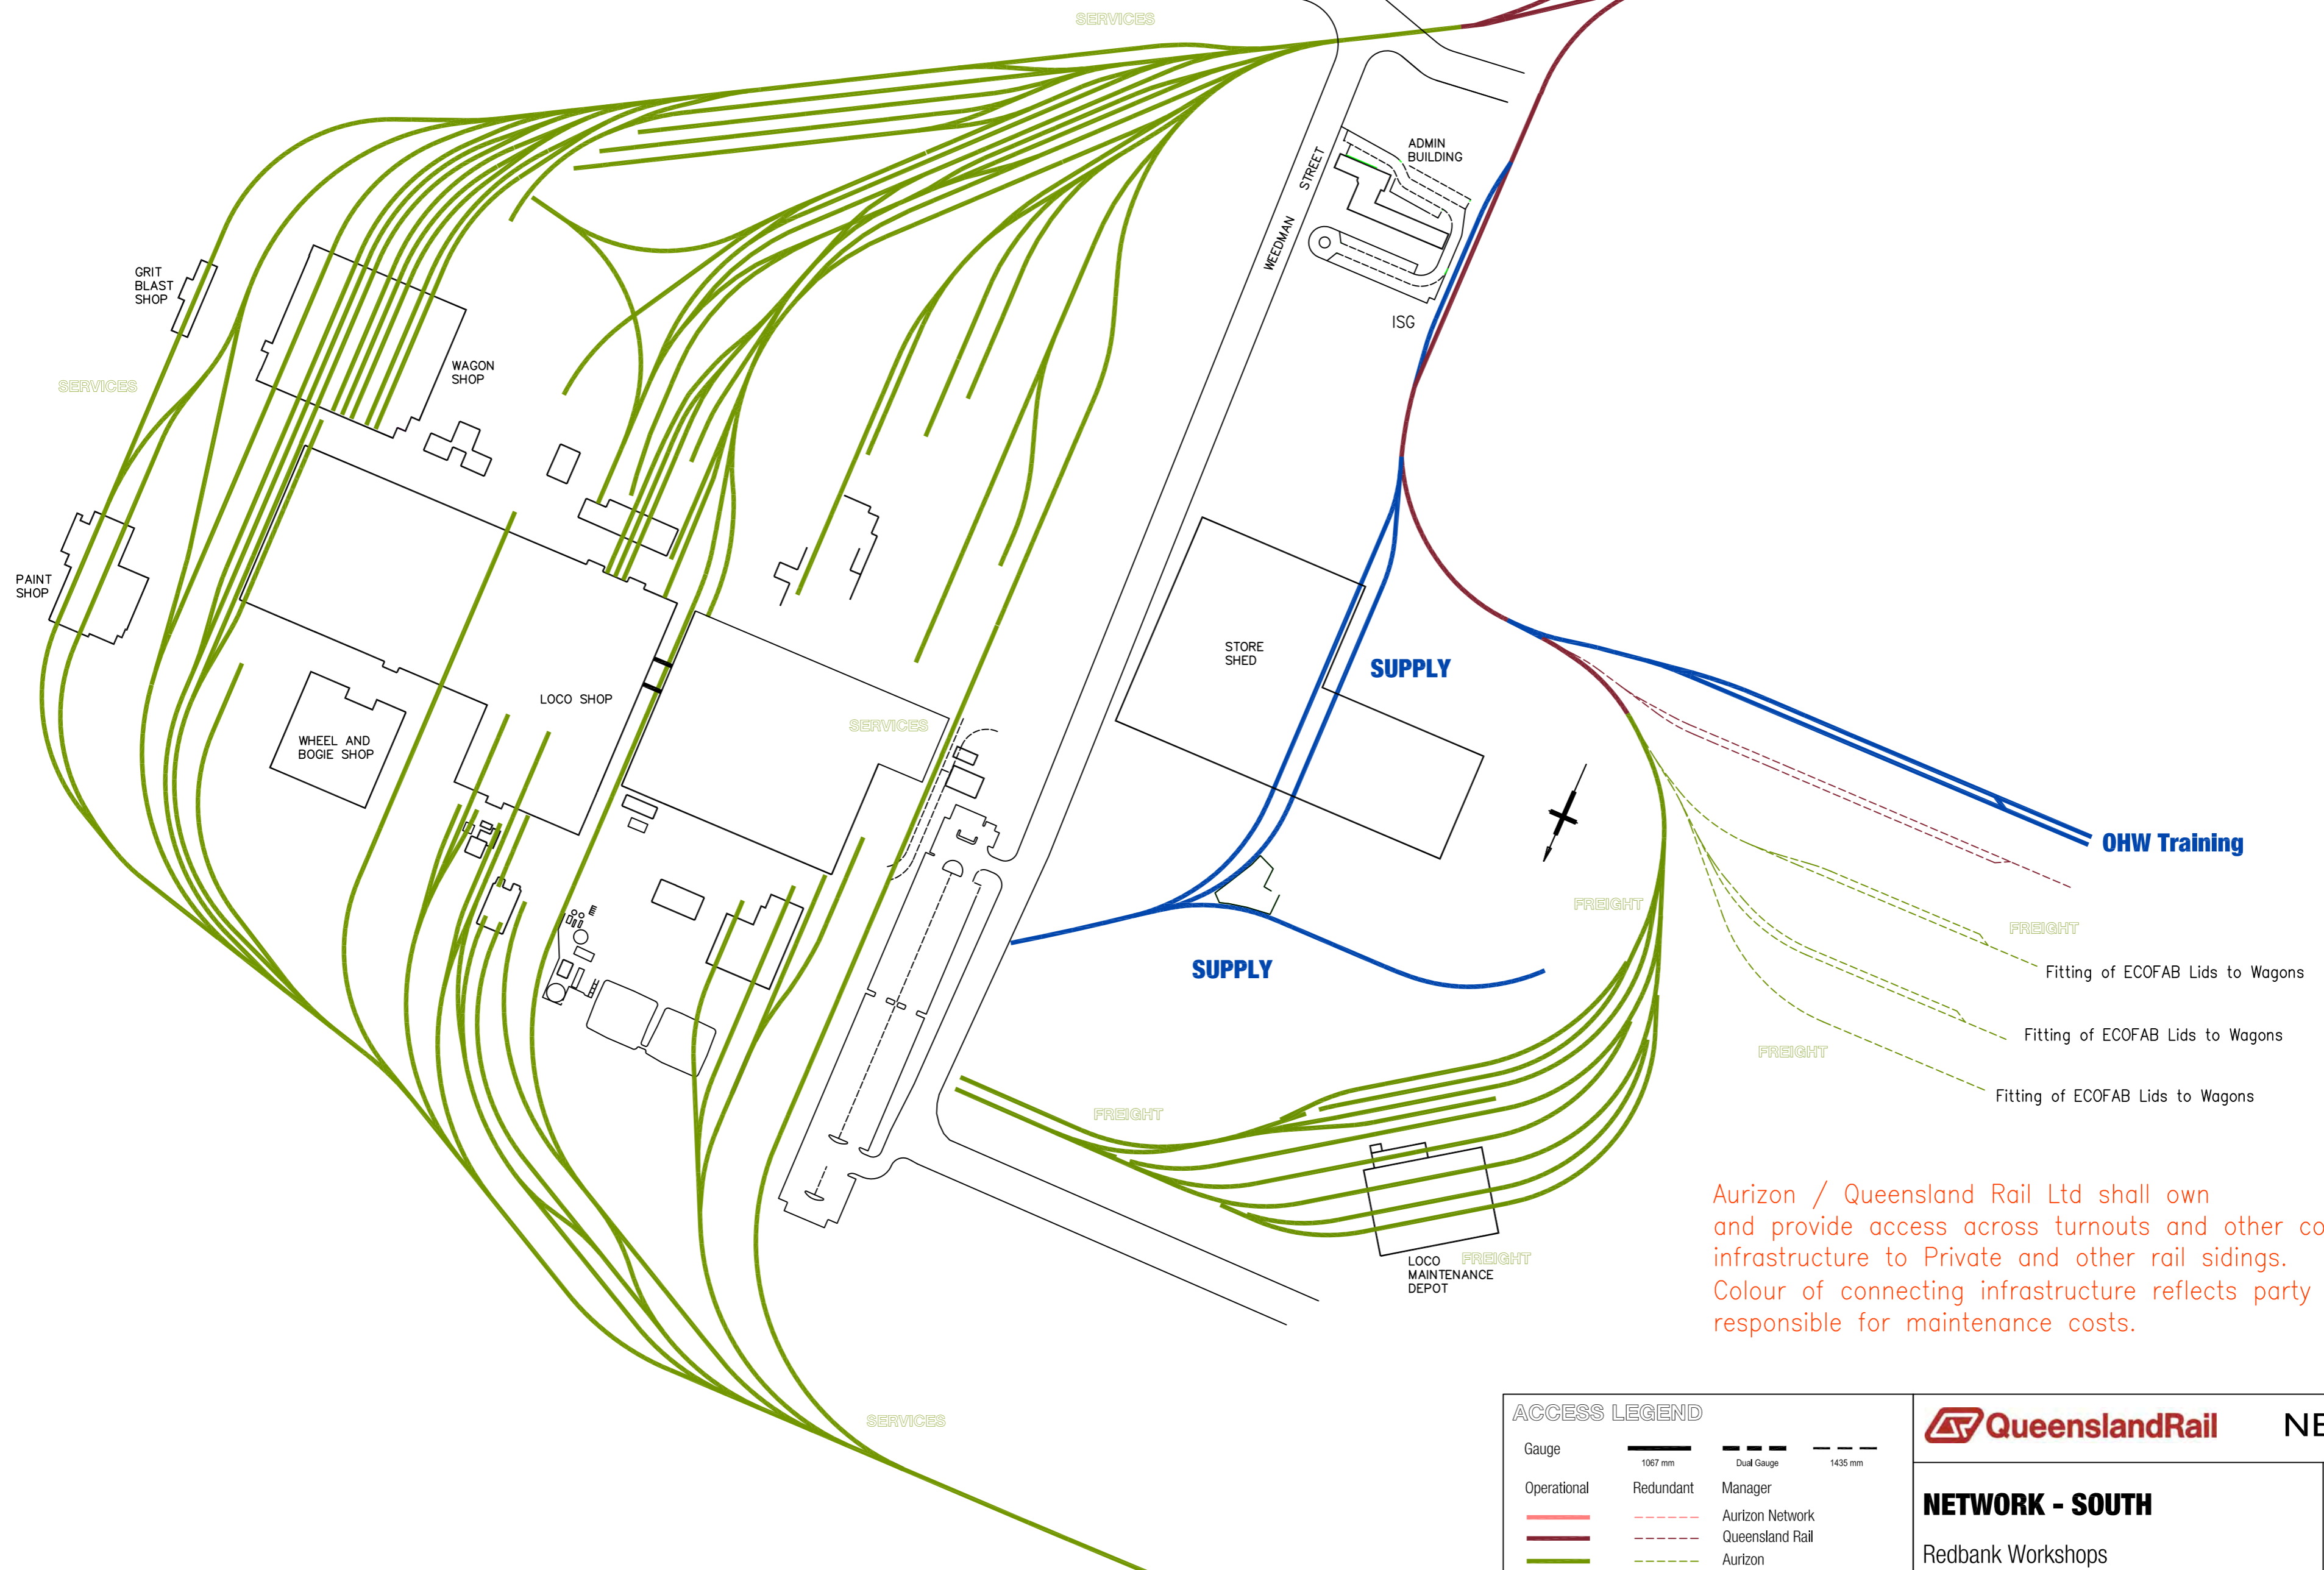 SERVICES
ADMIN
BUILDING
STREET
WEEDMAN
GRIT
BLAST
SHOP
ISG
WAGON
SHOP
SERVICES
PAINT
SHOP
STORE
SHED
SUPPLY
LOCO SHOP
SERVICES
WHEEL AND
BOGIE SHOP
OHW Training
FREIGHT
FREIGHT
SUPPLY
Fitting of ECOFAB Lids to Wagons
Fitting of ECOFAB Lids to Wagons
FREIGHT
Fitting of ECOFAB Lids to Wagons
FREIGHT
Aurizon / Queensland Rail Ltd shall own
and provide access across turnouts and other co
infrastructure to Private and other rail sidings.
Colour of connecting infrastructure reflects party
responsible for maintenance costs.
LOCO
MAINTENANCE
DEPOT
FREIGHT
SERVICES
ACCESS LEGEND
Gauge
1067 mm Dual Gauge 1435 mm
Operational Redundant Manager
Aurizon Network
Queensland Rail
Aurizon
QueenslandRail NE
NETWORK - SOUTH
Redbank Workshops